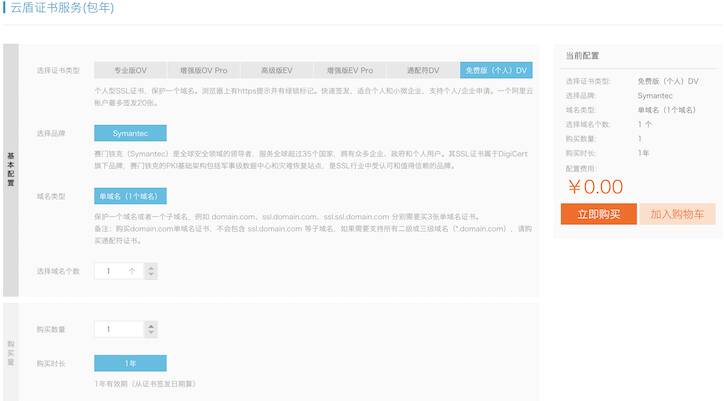 云盾证书服务(包年)
基本配置
选择证书类型
专业版OV
增强版OV Pro
高级版EV
增强版EV Pro
通配符DV
免费版（个人）DV
个人型SSL证书，保护一个域名。浏览器上有https提示并有绿锁标记。快速签发，适合个人和小微企业，支持个人/企业申请。一个阿里云
帐户最多签发20张。
选择品牌
Symantec
赛门铁克（Symantec）是全球安全领域的领导者，服务全球超过35个国家，拥有众多企业、政府和个人用户。其SSL证书属于DigiCert
旗下品牌，赛门铁克的PKI基础架构包括军事级数据中心和灾难恢复站点，是SSL行业中受认可和值得信赖的品牌。
域名类型
单域名（1个域名）
保护一个域名或者一个子域名，例如 domain.com、ssl.domain.com、ssl.ssl.domain.com 分别需要买3张单域名证书。
备注：购买domain.com单域名证书，不会包含 ssl.domain.com 等子域名，如果需要支持所有二级或三级域名（*.domain.com），请购
买通配符证书。
选择域名个数
1 个
购买量
购买数量
1
购买时长
1年
1年有效期（从证书签发日期算）
当前配置
选择证书类型: 免费版（个人）DV
选择品牌: Symantec
域名类型: 单域名（1个域名）
选择域名个数: 1 个
购买数量: 1
购买时长: 1年
配置费用:
￥0.00
立即购买
加入购物车